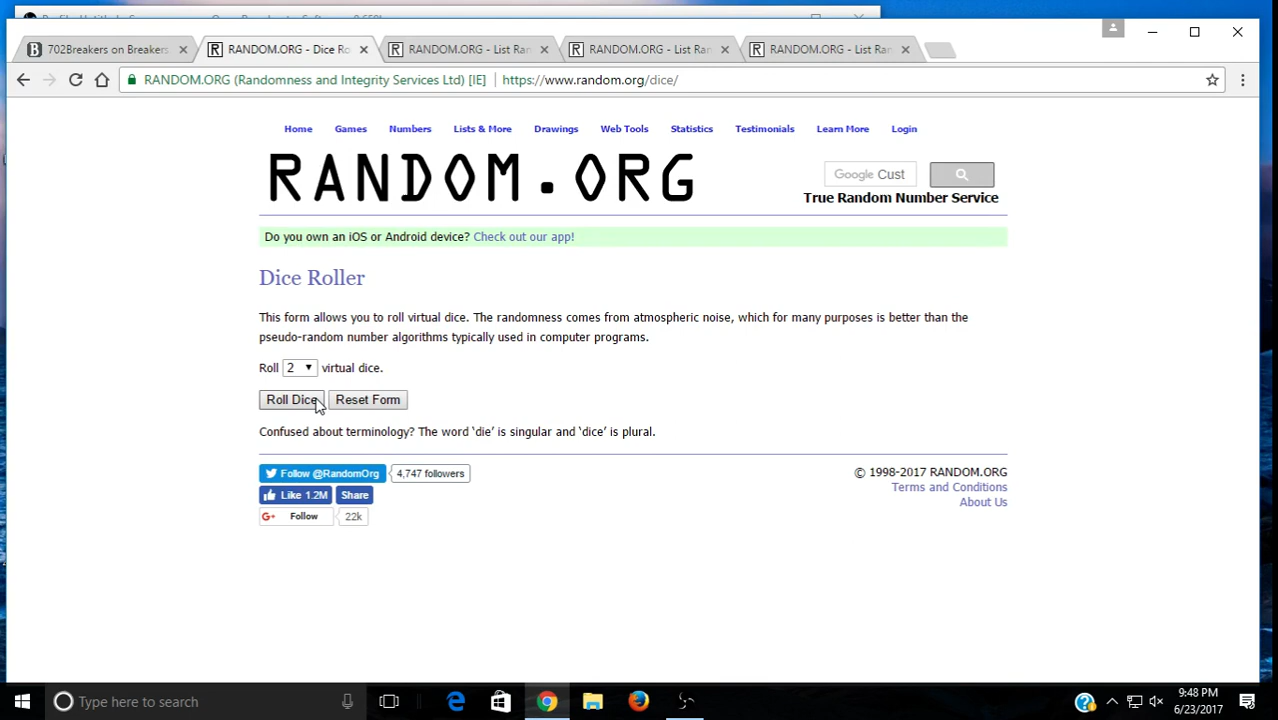 702Breakers on Breakers
RANDOM.ORG - Dice Ro
RANDOM.ORG - List Ran
RANDOM.ORG - List Ran
RANDOM.ORG - List Ran
RANDOM.ORG (Randomness and Integrity Services Ltd) [IE] https://www.random.org/dice/
Home Games Numbers Lists & More Drawings Web Tools Statistics Testimonials Learn More Login
RANDOM.ORG
Google Cust
True Random Number Service
Do you own an iOS or Android device? Check out our app!
Dice Roller
This form allows you to roll virtual dice. The randomness comes from atmospheric noise, which for many purposes is better than the
pseudo-random number algorithms typically used in computer programs.
Roll 2 virtual dice.
Roll Dice Reset Form
Confused about terminology? The word ‘die’ is singular and ‘dice’ is plural.
Follow @RandomOrg 4,747 followers
© 1998-2017 RANDOM.ORG
Like 1.2M Share
Terms and Conditions
G+ Follow 22k
About Us
Type here to search
9:48 PM
6/23/2017